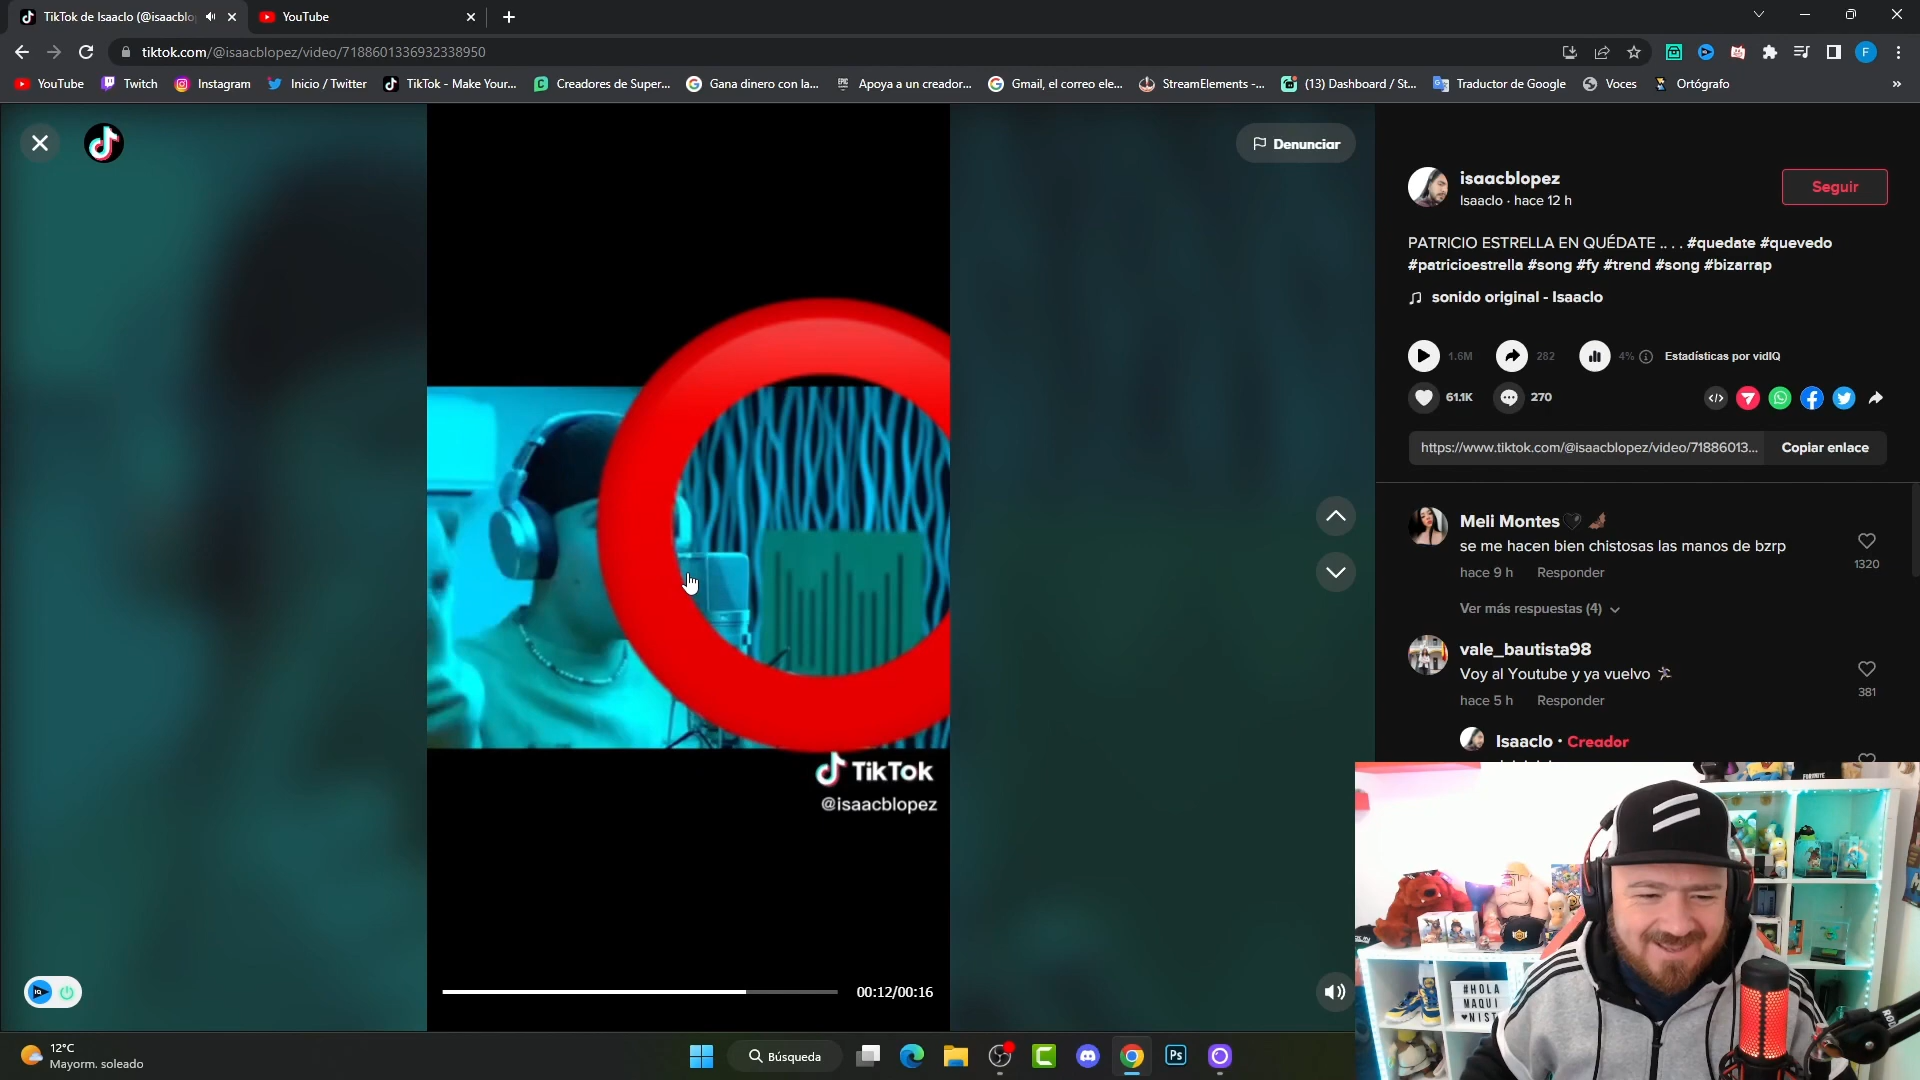 TikTok de Isaaclo (@isaacblo
YouTube
tiktok.com/@isaacblopez/video/7188601336932338950
F
YouTube
Twitch
Instagram
Inicio / Twitter
TikTok - Make Your...
Creadores de Super...
Gana dinero con la...
Apoya a un creador...
Gmail, el correo ele...
StreamElements -...
(13) Dashboard / St...
Traductor de Google
Voces
Ortógrafo
»
Denunciar
isaacblopez
Isaaclo · hace 12 h
Seguir
PATRICIO ESTRELLA EN QUÉDATE .. . . #quedate #quevedo
#patricioestrella #song #fy #trend #song #bizarrap
sonido original - Isaaclo
1.6M
282
4%
Estadísticas por vidIQ
61.1K
270
https://www.tiktok.com/@isaacblopez/video/71886013...
Copiar enlace
Meli Montes
se me hacen bien chistosas las manos de bzrp
hace 9 h
Responder
1320
Ver más respuestas (4)
vale_bautista98
Voy al Youtube y ya vuelvo
hace 5 h
Responder
381
Isaaclo · Creador
TikTok
@isaacblopez
00:12/00:16
IQ
#HOLA
MAQUI
♥NIST
12°C
Mayorm. soleado
Búsqueda
Ps